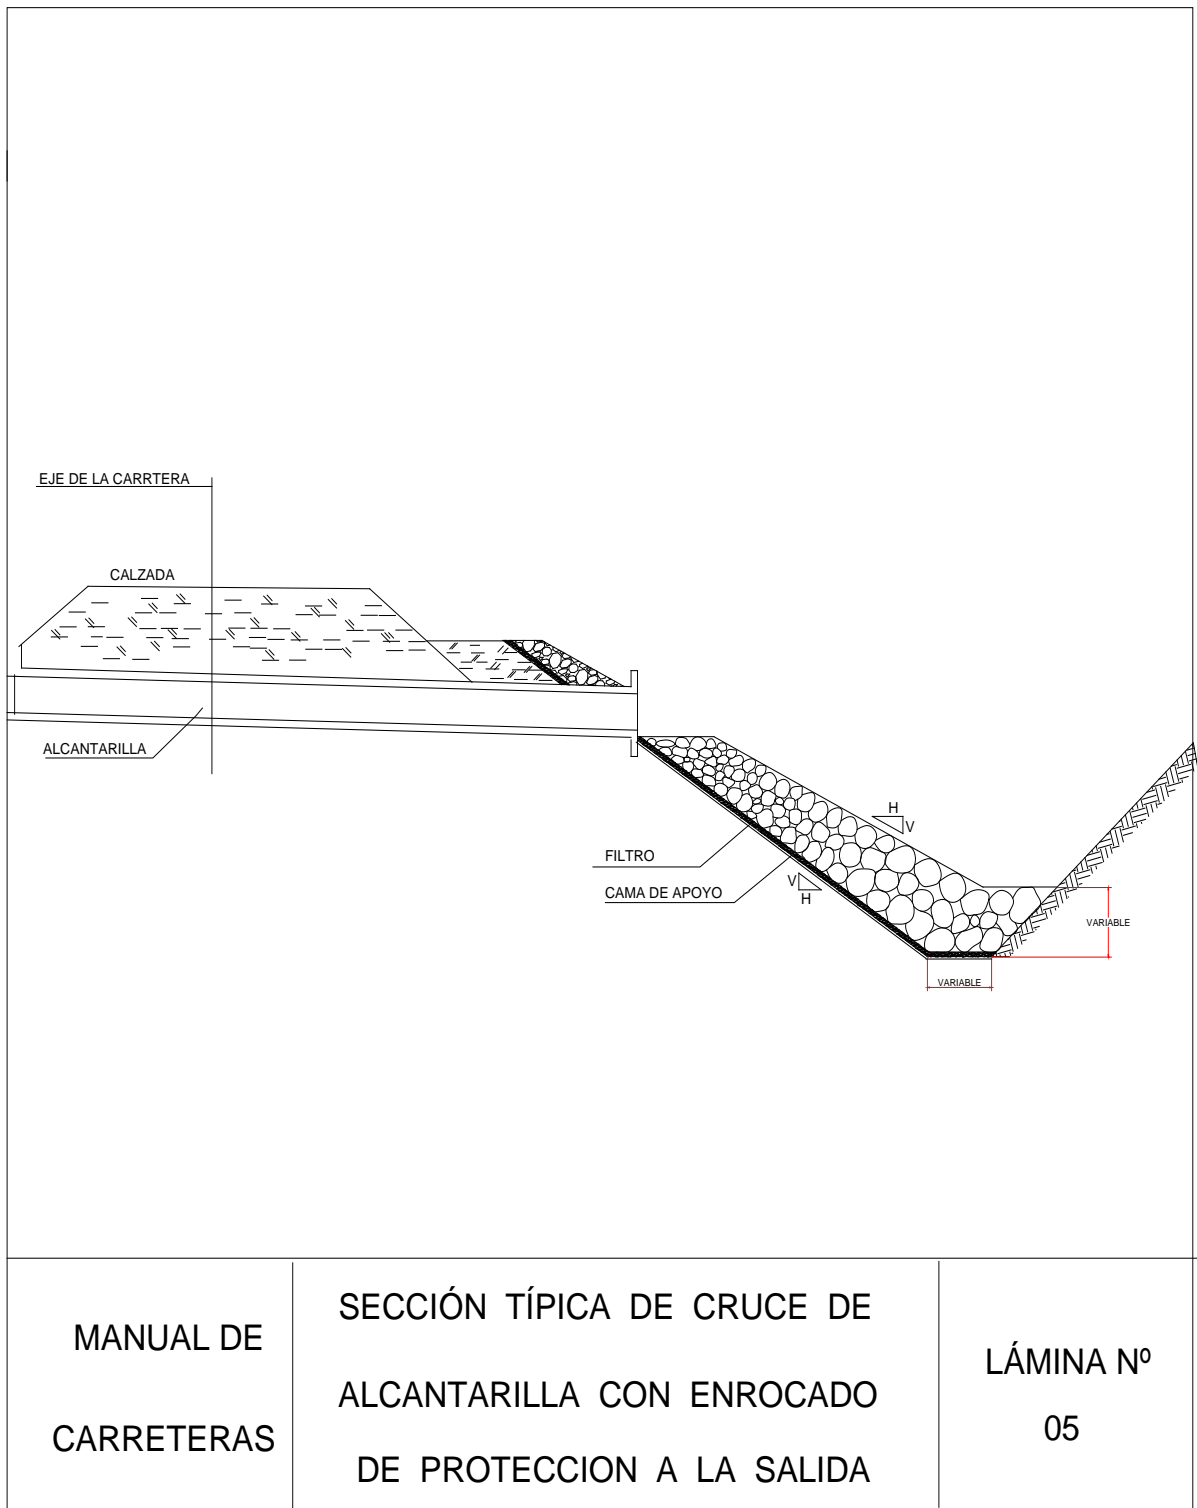 EJE DE LA CARRTERA
CALZADA
ALCANTARILLA
H
V
FILTRO
CAMA DE APOYO
V
H
VARIABLE
VARIABLE
MANUAL DE
CARRETERAS
SECCIÓN TÍPICA DE CRUCE DE
ALCANTARILLA CON ENROCADO
DE PROTECCION A LA SALIDA
LÁMINA Nº
05